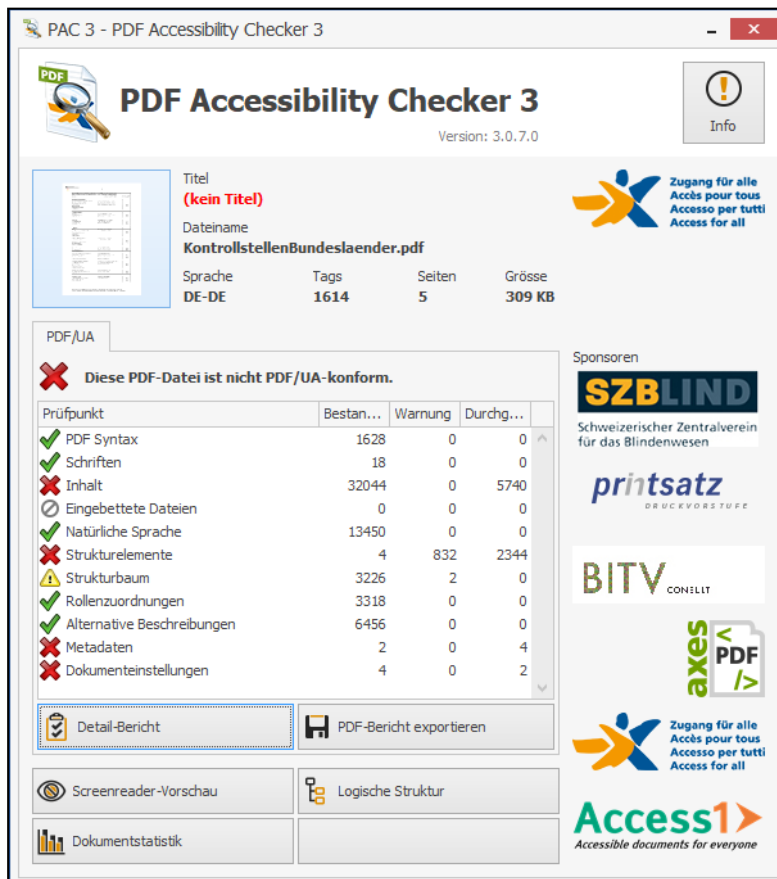 PAC 3 - PDF Accessibility Checker 3
PDF
PDF Accessibility Checker 3
Version: 3.0.7.0
Info
Titel
(kein Titel)
Dateiname
KontrollstellenBundeslaender.pdf
Sprache Tags Seiten Grösse
DE-DE 1614 5 309 KB
Zugang für alle
Accès pour tous
Accesso per tutti
Access for all
PDF/UA
Diese PDF-Datei ist nicht PDF/UA-konform.
Prüfpunkt Bestan... Warnung Durchg...
PDF Syntax 1628 0 0
Schriften 18 0 0
Inhalt 32044 0 5740
Eingebettete Dateien 0 0 0
Natürliche Sprache 13450 0 0
Strukturelemente 4 832 2344
Strukturbaum 3226 2 0
Rollenzuordnungen 3318 0 0
Alternative Beschreibungen 6456 0 0
Metadaten 2 0 4
Dokumenteinstellungen 4 0 2
Detail-Bericht
PDF-Bericht exportieren
Screenreader-Vorschau
Logische Struktur
Dokumentstatistik
Sponsoren
SZBLIND
Schweizerischer Zentralverein
für das Blindenwesen
printsatz
DRUCKVORSTUFE
BITV CONSULT
axes
<
PDF
/>
Zugang für alle
Accès pour tous
Accesso per tutti
Access for all
Access1
Accessible documents for everyone